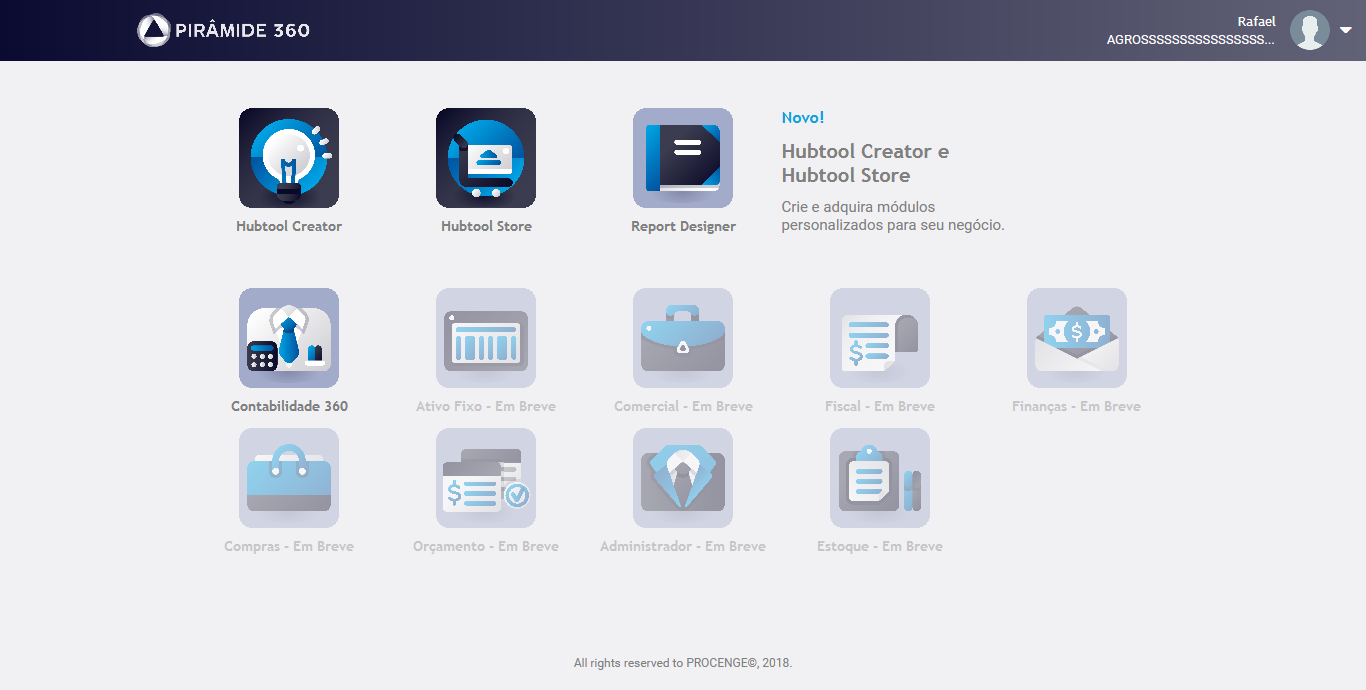 PIRÂMIDE 360
Rafael
AGROSSSSSSSSSSSSSSSS...
Hubtool Creator
Hubtool Store
Report Designer
Novo!
Hubtool Creator e
Hubtool Store
Crie e adquira módulos
personalizados para seu negócio.
Contabilidade 360
Ativo Fixo - Em Breve
Comercial - Em Breve
Fiscal - Em Breve
Finanças - Em Breve
Compras - Em Breve
Orçamento - Em Breve
Administrador - Em Breve
Estoque - Em Breve
All rights reserved to PROCENGE©, 2018.